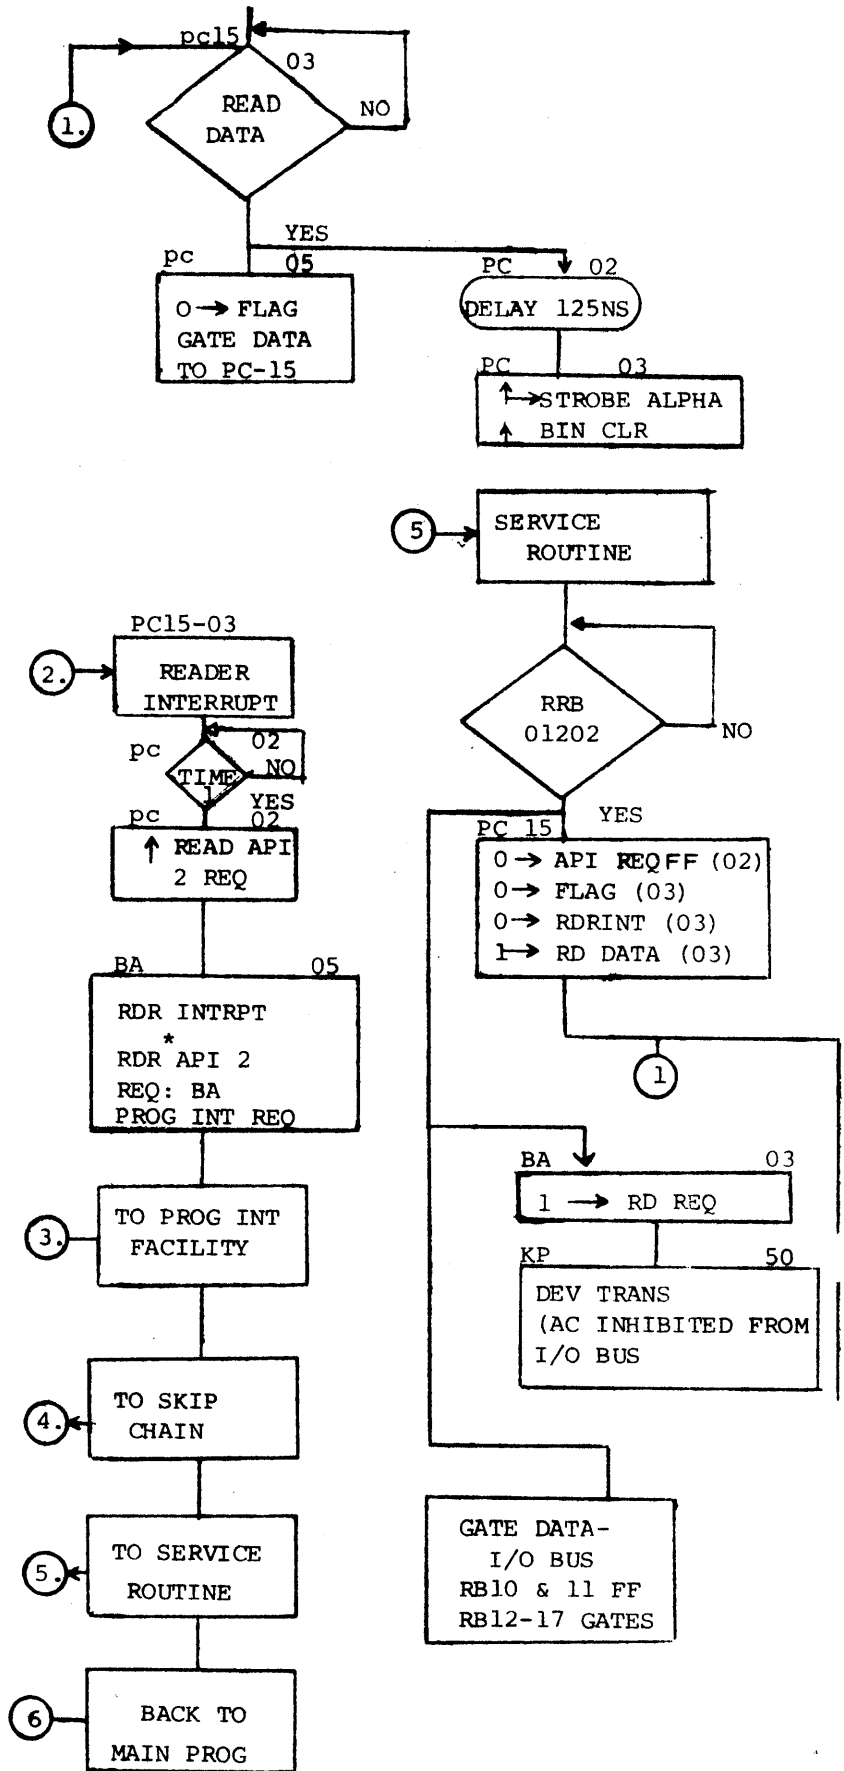 pc15
03
READ
DATA
NO
1.
YES
pc
05
0→ FLAG
GATE DATA
TO PC-15
PC
02
DELAY 125NS
PC
03
↑→STROBE ALPHA
↑ BIN CLR
5
SERVICE
ROUTINE
RRB
01202
NO
YES
PC 15
0→ API REQFF (02)
0→ FLAG (03)
0→ RDRINT (03)
1→ RD DATA (03)
1
BA
03
1 → RD REQ
KP
50
DEV TRANS
(AC INHIBITED FROM
I/O BUS
GATE DATA-
I/O BUS
RB10 & 11 FF
RB12-17 GATES
PC15-03
2.
READER
INTERRUPT
pc
02
NO
TIME
1
YES
pc
02
↑ READ API
2 REQ
BA
05
RDR INTRPT
*
RDR API 2
REQ: BA
PROG INT REQ
3.
TO PROG INT
FACILITY
4.
TO SKIP
CHAIN
5.
TO SERVICE
ROUTINE
6
BACK TO
MAIN PROG